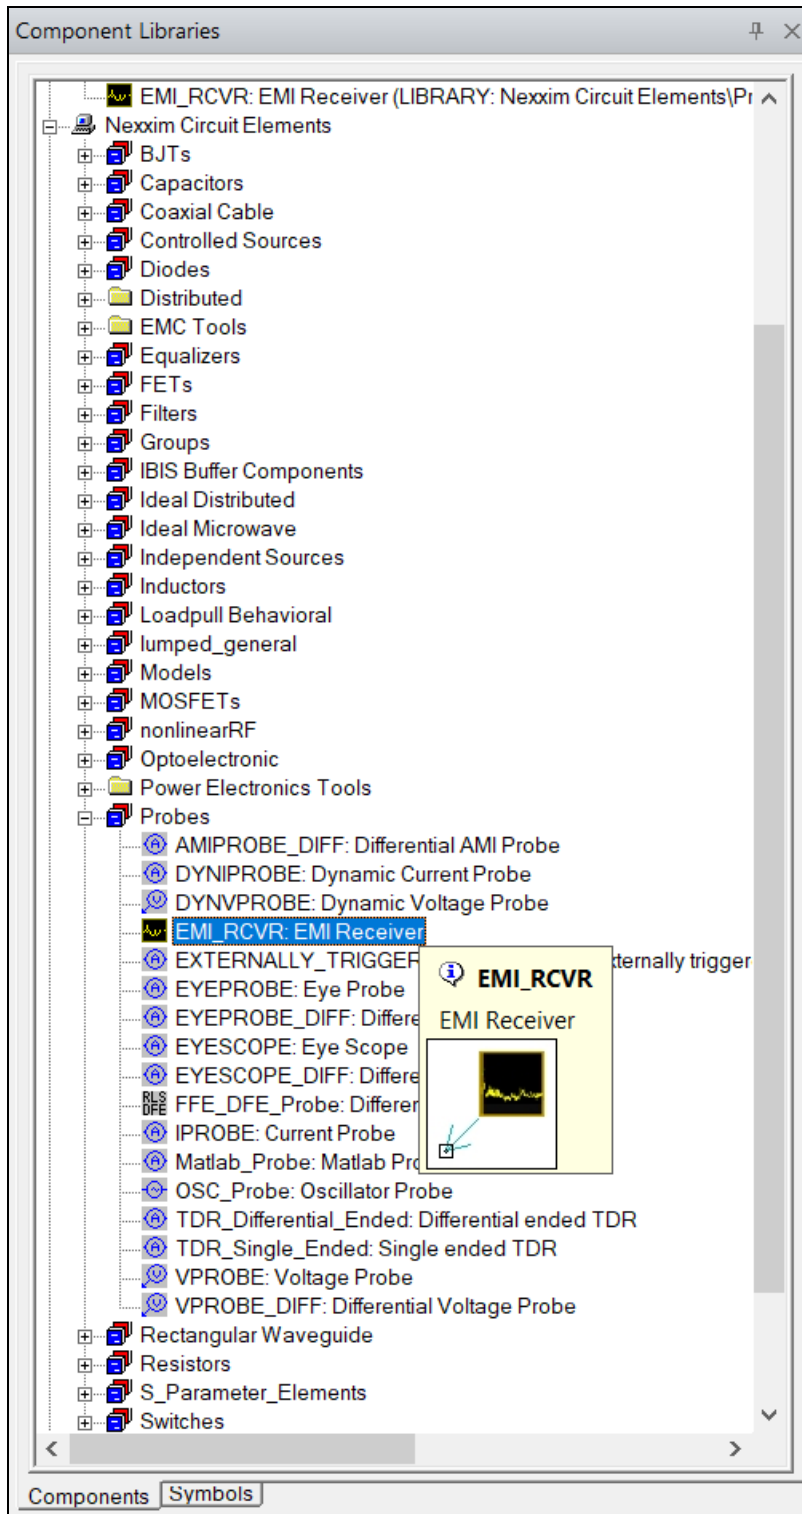 Component Libraries
EMI_RCVR: EMI Receiver (LIBRARY: Nexxim Circuit Elements\Pr
Nexxim Circuit Elements
BJTs
Capacitors
Coaxial Cable
Controlled Sources
Diodes
Distributed
EMC Tools
Equalizers
FETs
Filters
Groups
IBIS Buffer Components
Ideal Distributed
Ideal Microwave
Independent Sources
Inductors
Loadpull Behavioral
lumped_general
Models
MOSFETs
nonlinearRF
Optoelectronic
Power Electronics Tools
Probes
AMIPROBE_DIFF: Differential AMI Probe
DYNIPROBE: Dynamic Current Probe
DYNVPROBE: Dynamic Voltage Probe
EMI_RCVR: EMI Receiver
EXTERNALLY_TRIGGER xternally trigger
EMI_RCVR
EYEPROBE: Eye Probe
EMI Receiver
EYEPROBE_DIFF: Differe
EYESCOPE: Eye Scope
EYESCOPE_DIFF: Differe
RLS DFE FFE_DFE_Probe: Differer
IPROBE: Current Probe
Matlab_Probe: Matlab Pro
OSC_Probe: Oscillator Probe
TDR_Differential_Ended: Differential ended TDR
TDR_Single_Ended: Single ended TDR
VPROBE: Voltage Probe
VPROBE_DIFF: Differential Voltage Probe
Rectangular Waveguide
Resistors
S_Parameter_Elements
Switches
Components Symbols